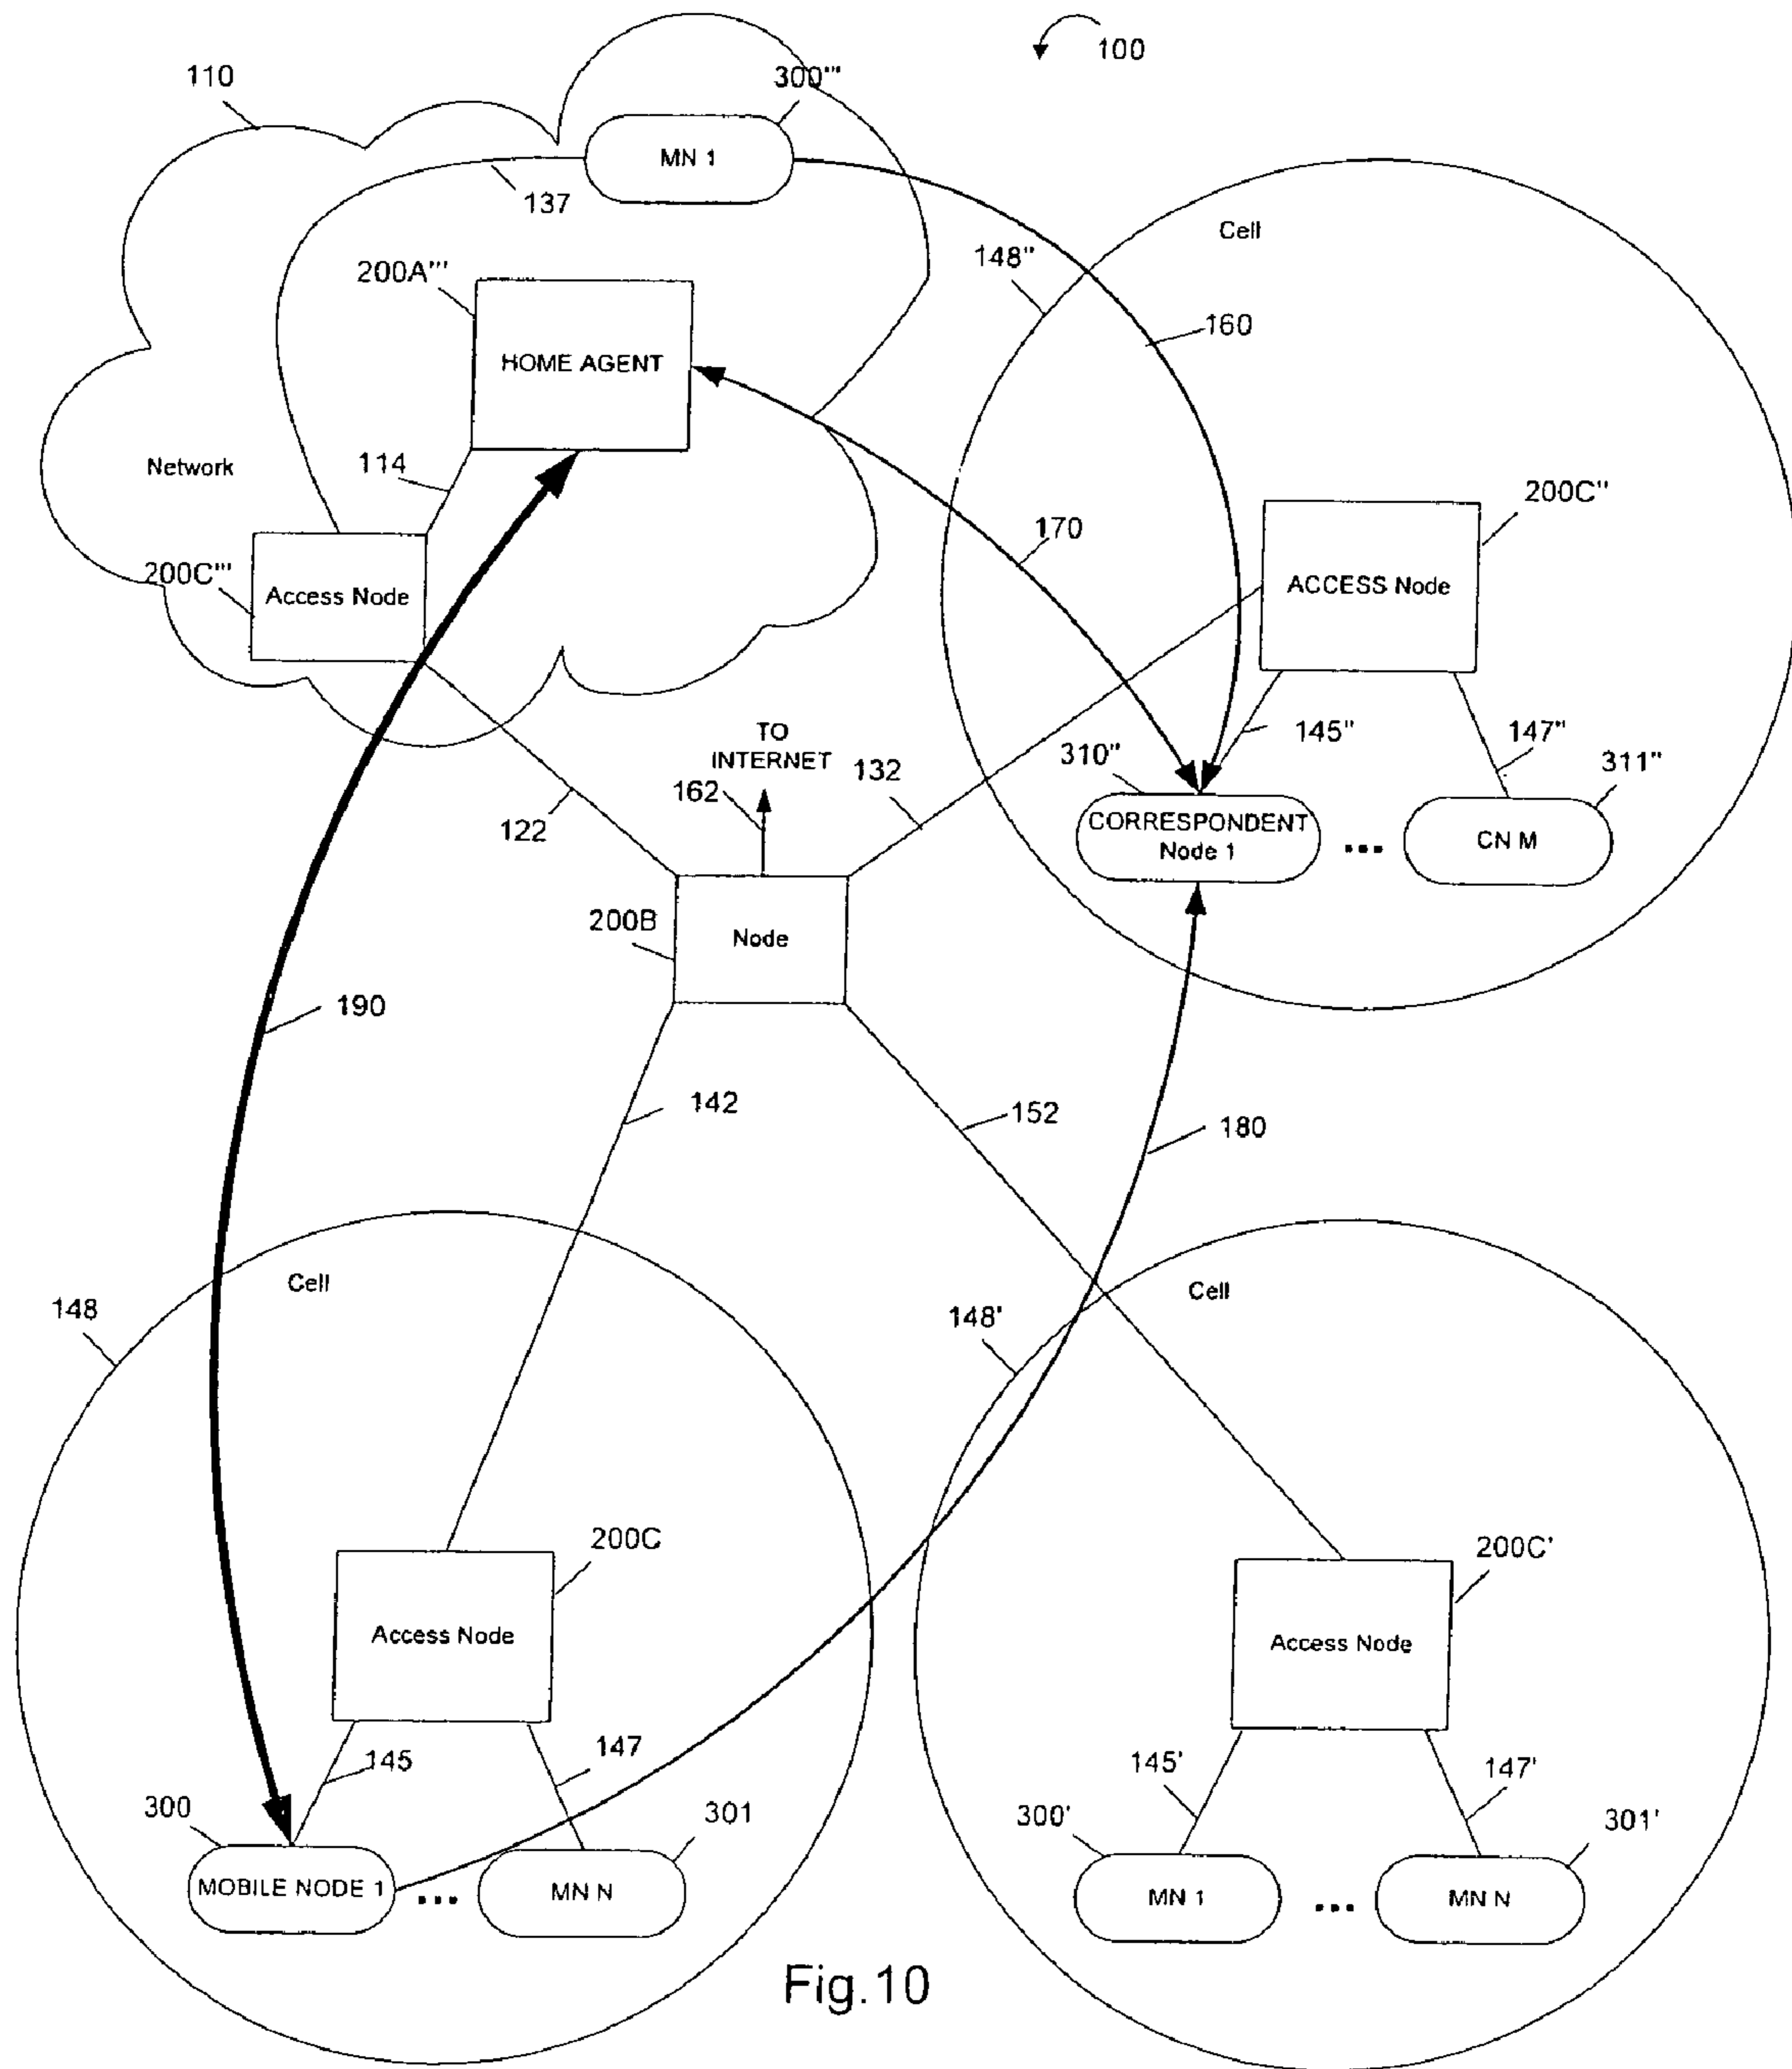 100
110
300'''
MN 1
137
Cell
148"
200A'''
160
HOME AGENT
Network
114
200C"
170
200C'''
Access Node
ACCESS Node
TO
INTERNET
162
132
145"
147"
310"
311"
122
CORRESPONDENT
Node 1
...
CN M
200B
Node
190
142
152
180
Cell
Cell
148
148'
200C
200C'
Access Node
Access Node
145
147
145'
147'
300
301
300'
301'
MOBILE NODE 1
...
MN N
MN 1
...
MN N
Fig.10